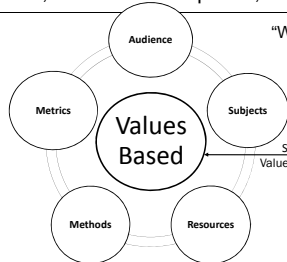 “W
Audience
Metrics
Subjects
Values
Based
S
Value
Methods
Resources